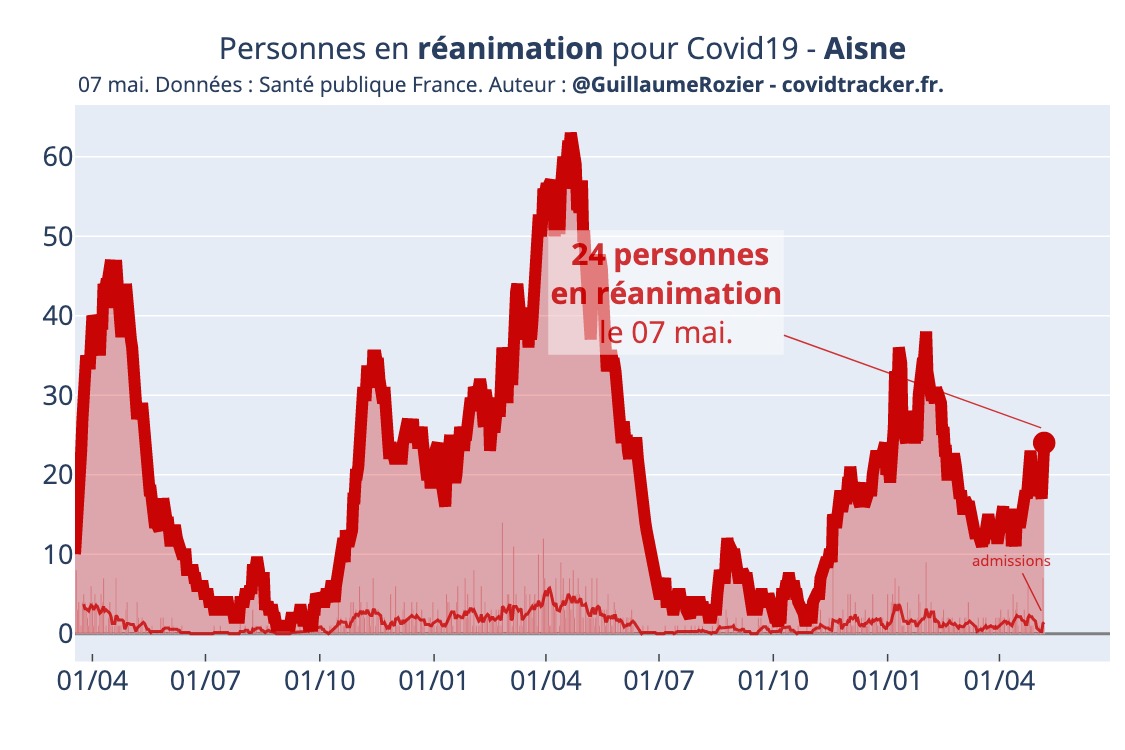 Personnes en réanimation pour Covid19 - Aisne
07 mai. Données : Santé publique France. Auteur : @GuillaumeRozier - covidtracker.fr.
60
50
40
30
20
10
0
24 personnes
en réanimation
le 07 mai.
admissions
01/04
01/07
01/10
01/01
01/04
01/07
01/10
01/01
01/04